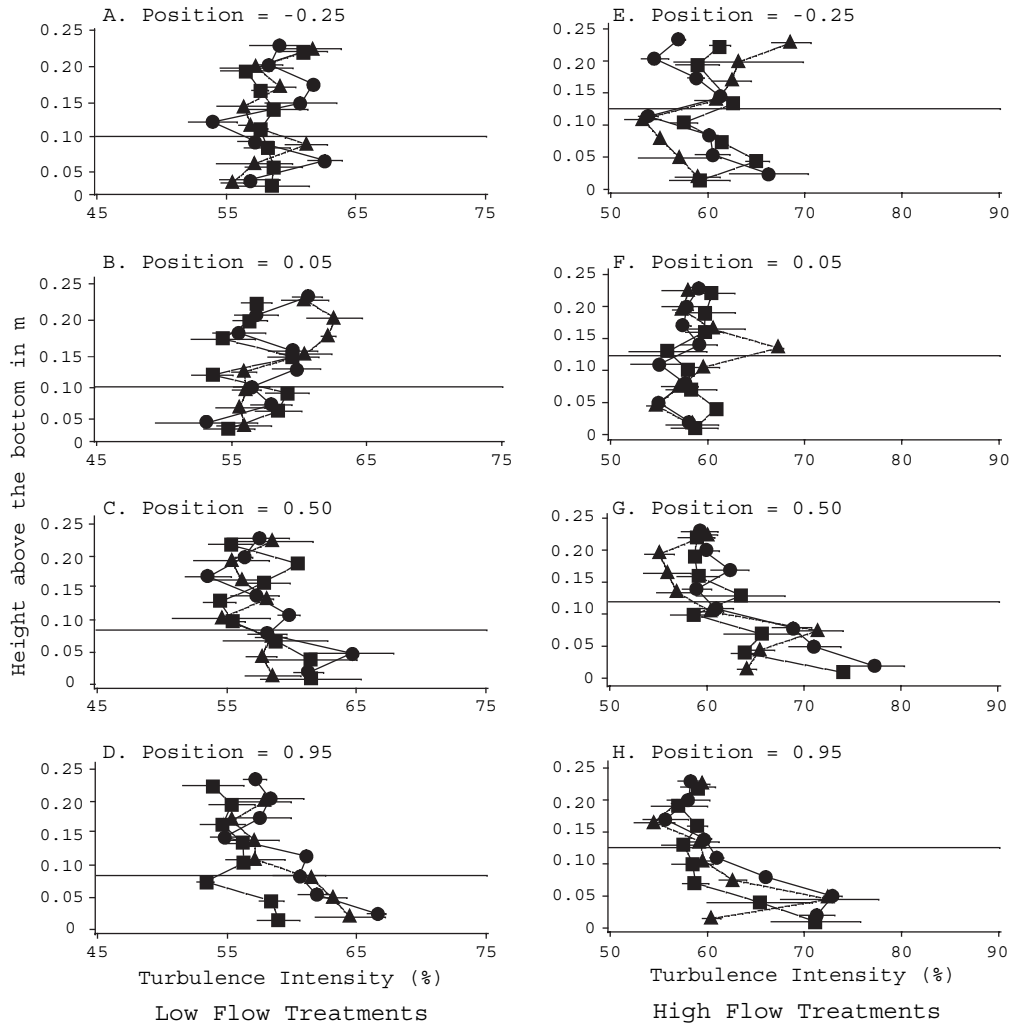 Height above the bottom in m
A. Position = -0.25
0.25
0.20
0.15
0.10
0.05
0
45 55 65 75
B. Position = 0.05
0.25
0.20
0.15
0.10
0.05
0
45 55 65 75
C. Position = 0.50
0.25
0.20
0.15
0.10
0.05
0
45 55 65 75
D. Position = 0.95
0.25
0.20
0.15
0.10
0.05
0
45 55 65 75
Turbulence Intensity (%)
Low Flow Treatments
E. Position = -0.25
0.25
0.20
0.15
0.10
0.05
0
50 60 70 80 90
F. Position = 0.05
0.25
0.20
0.15
0.10
0.05
0
50 60 70 80 90
G. Position = 0.50
0.25
0.20
0.15
0.10
0.05
0
50 60 70 80 90
H. Position = 0.95
0.25
0.20
0.15
0.10
0.05
0
50 60 70 80 90
Turbulence Intensity (%)
High Flow Treatments